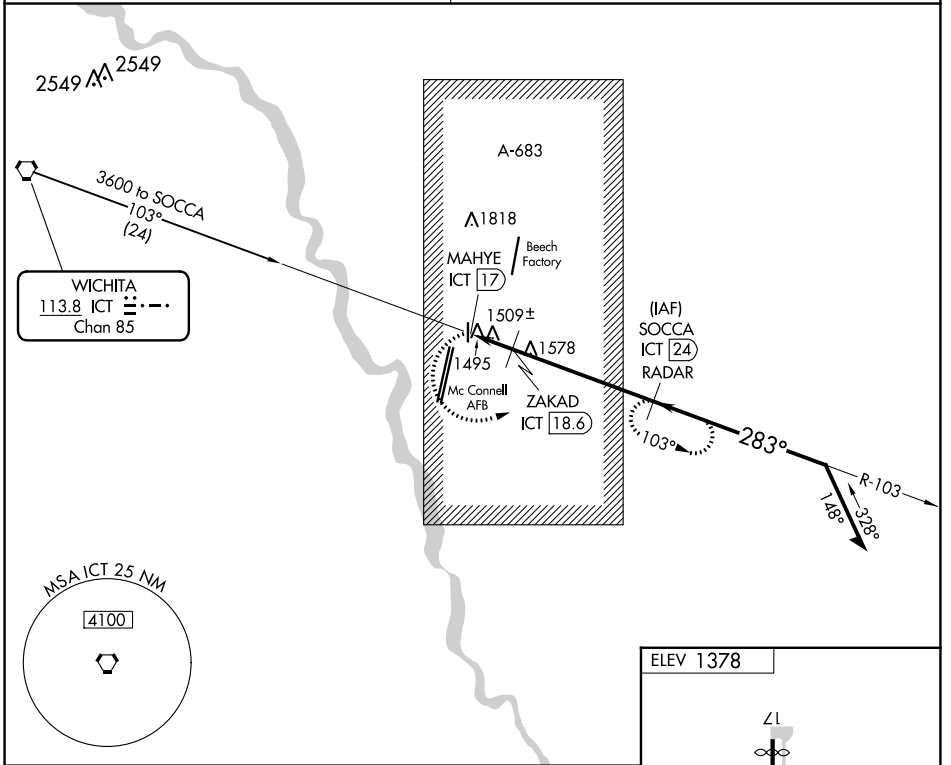 2549 2549
A-683
3600 to SOCCA
103°
(24)
1818
Beech
Factory
MAHYE
ICT 17
WICHITA
113.8 ICT
Chan 85
1509±
(IAF)
SOCCA
ICT 24
RADAR
1495
1578
Mc Connell
AFB
ZAKAD
ICT 18.6
103°
283°
R-103
148°
328°
MSA ICT 25 NM
4100
ELEV 1378
17